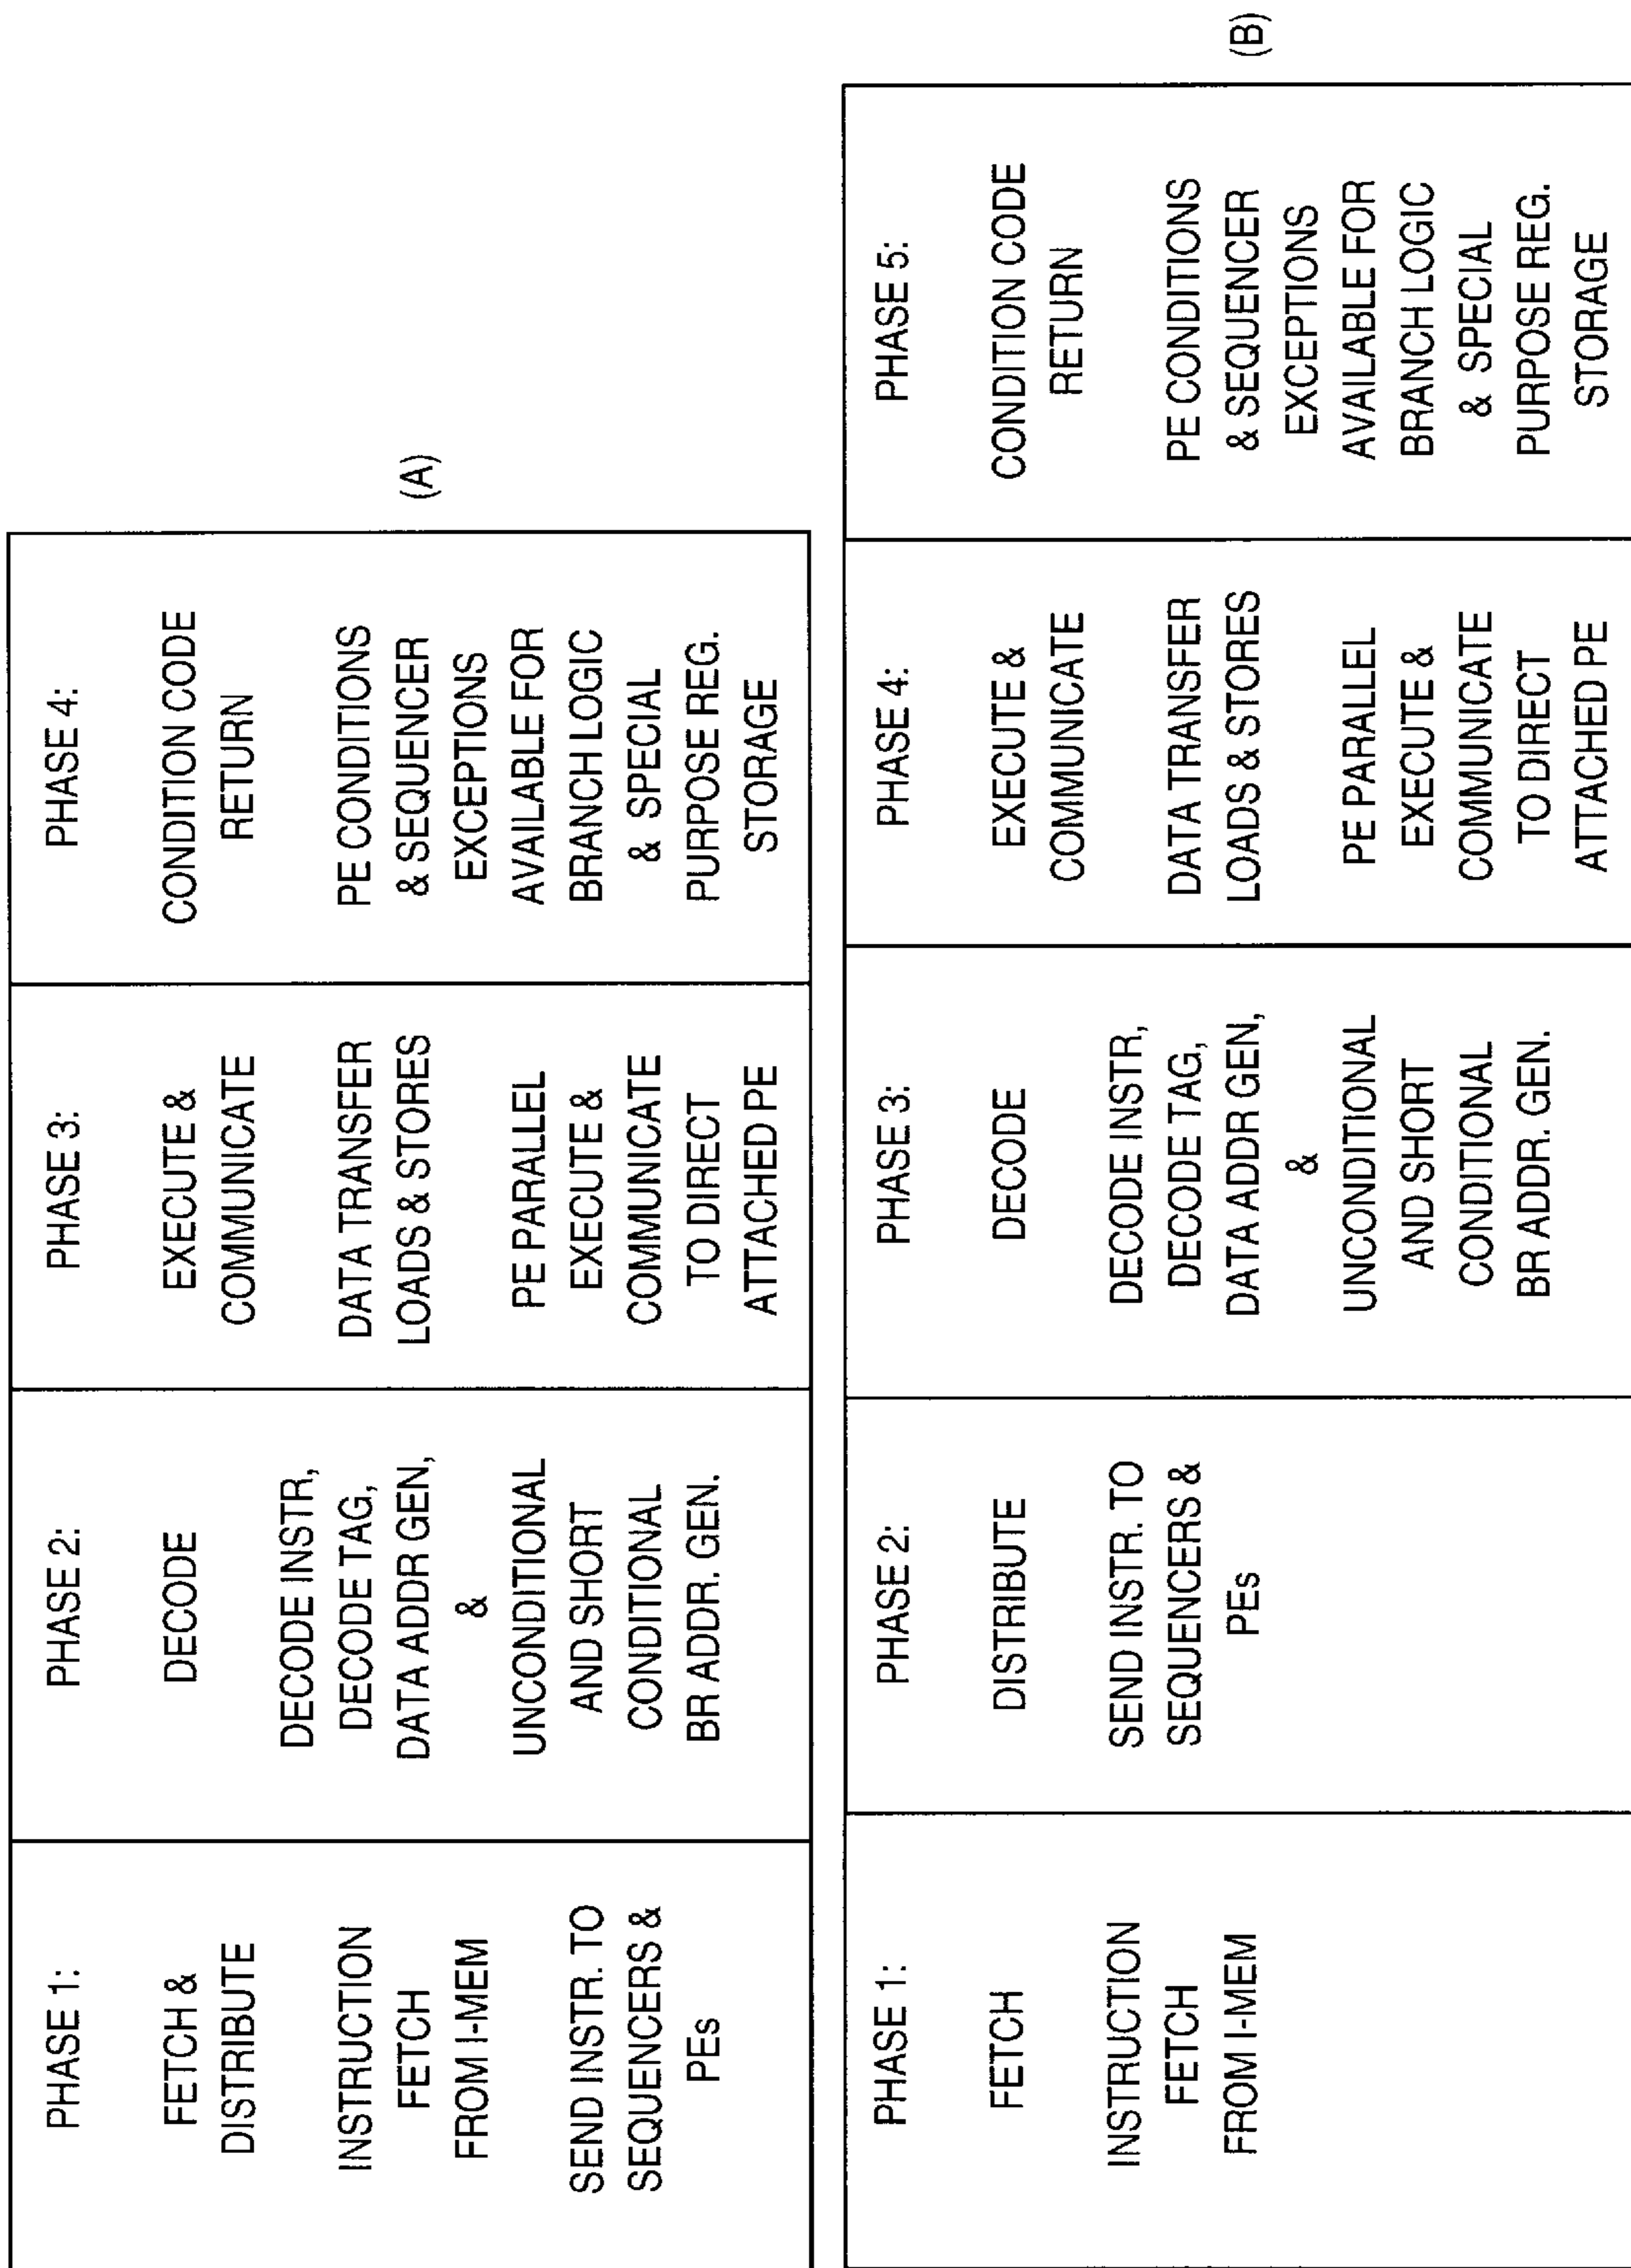 PHASE 1:
FETCH &
DISTRIBUTE
INSTRUCTION
FETCH
FROM I-MEM
SEND INSTR. TO
SEQUENCERS &
PEs
PHASE 2:
DECODE
DECODE INSTR,
DECODE TAG,
DATA ADDR GEN,
&
UNCONDITIONAL
AND SHORT
CONDITIONAL
BR ADDR. GEN.
PHASE 3:
EXECUTE &
COMMUNICATE
DATA TRANSFER
LOADS & STORES
PE PARALLEL
EXECUTE &
COMMUNICATE
TO DIRECT
ATTACHED PE
PHASE 4:
CONDITION CODE
RETURN
PE CONDITIONS
& SEQUENCER
EXCEPTIONS
AVAILABLE FOR
BRANCH LOGIC
& SPECIAL
PURPOSE REG.
STORAGE
(A)
PHASE 1:
FETCH
INSTRUCTION
FETCH
FROM I-MEM
PHASE 2:
DISTRIBUTE
SEND INSTR. TO
SEQUENCERS &
PEs
PHASE 3:
DECODE
DECODE INSTR,
DECODE TAG,
DATA ADDR GEN,
&
UNCONDITIONAL
AND SHORT
CONDITIONAL
BR ADDR. GEN.
PHASE 4:
EXECUTE &
COMMUNICATE
DATA TRANSFER
LOADS & STORES
PE PARALLEL
EXECUTE &
COMMUNICATE
TO DIRECT
ATTACHED PE
PHASE 5:
CONDITION CODE
RETURN
PE CONDITIONS
& SEQUENCER
EXCEPTIONS
AVAILABLE FOR
BRANCH LOGIC
& SPECIAL
PURPOSE REG.
STORAGE
(B)